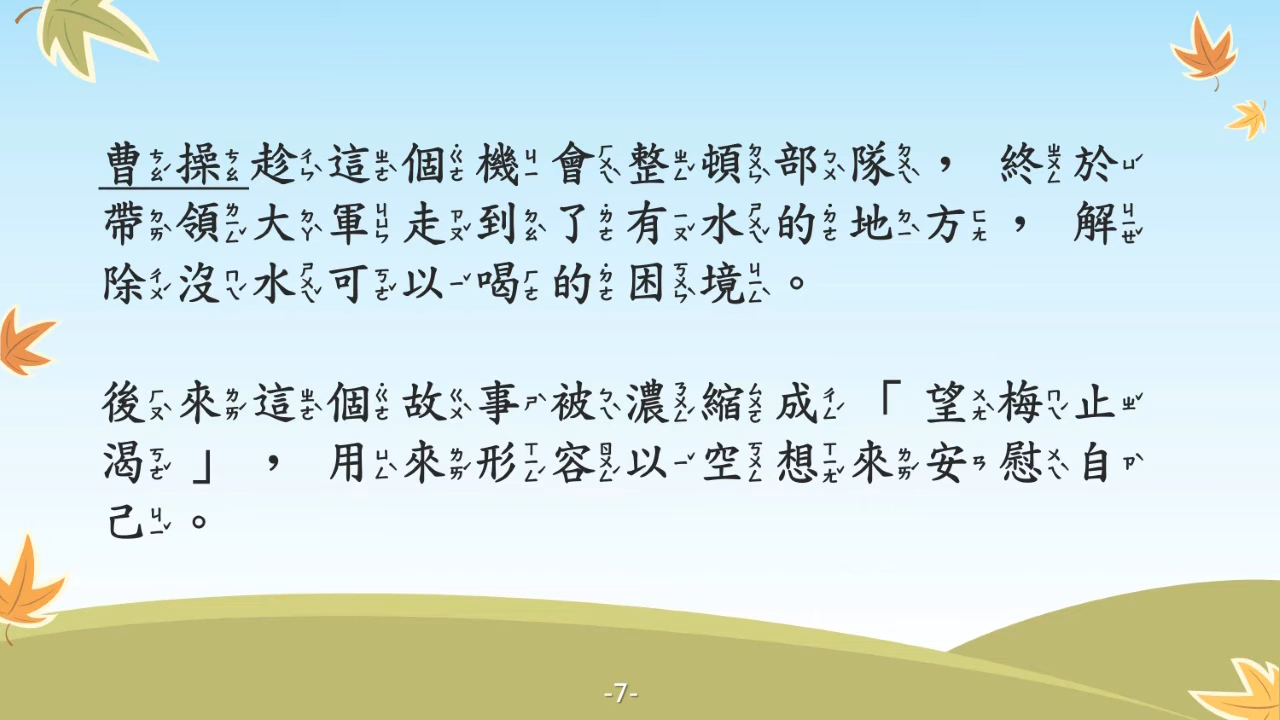 曹操趁這個機會整頓部隊，終於
帶領大軍走到了有水的地方，解
除沒水可以喝的困境。
後來這個故事被濃縮成「望梅止
渴」，用來形容以空想來安慰自
己。
-7-